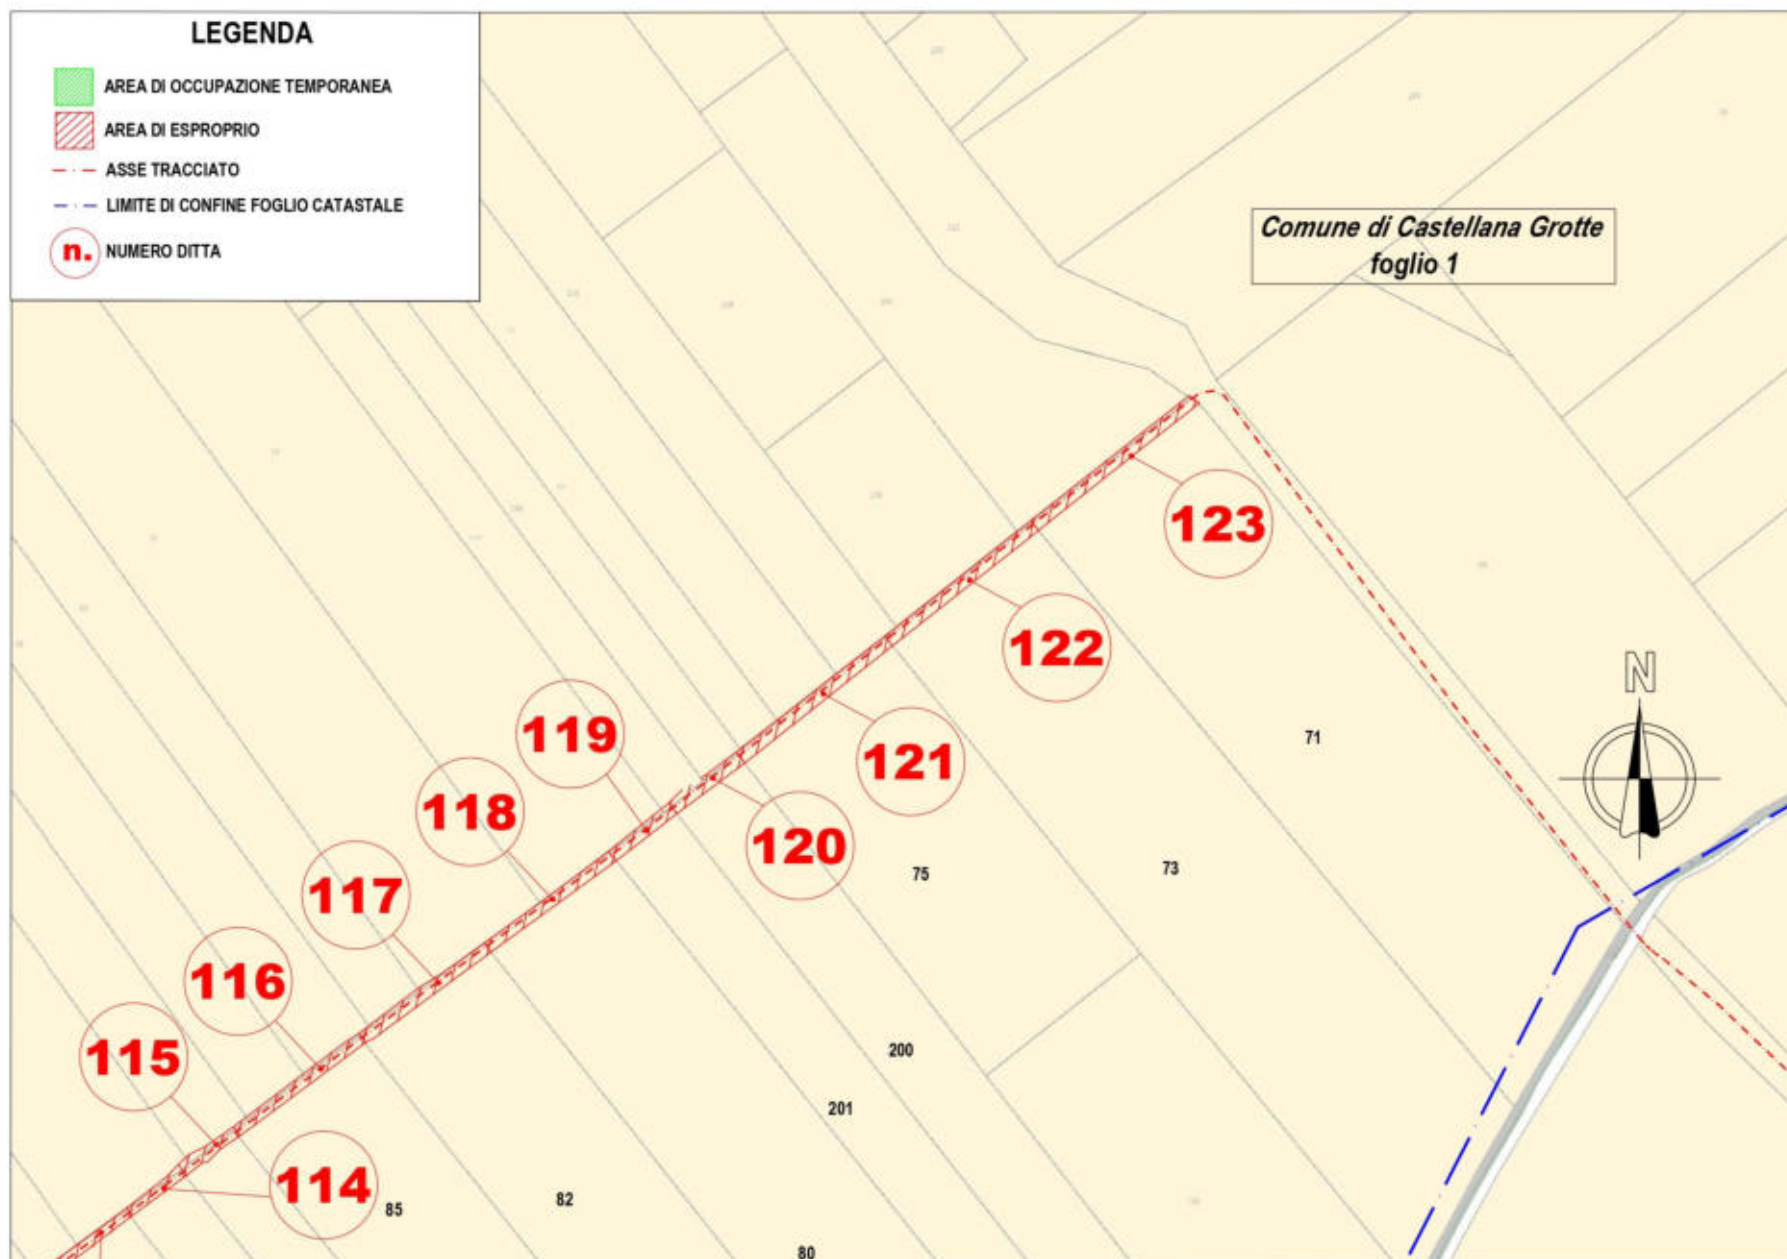 LEGENDA
AREA DI OCCUPAZIONE TEMPORANEA
AREA DI ESPROPRIO
ASSE TRACCIATO
LIMITE DI CONFINE FOGLIO CATASTALE
n. NUMERO DITTA
Comune di Castellana Grotte
foglio 1
123
122
N
119
71
121
118
120
117
75
73
116
115
200
201
114
85
82
80